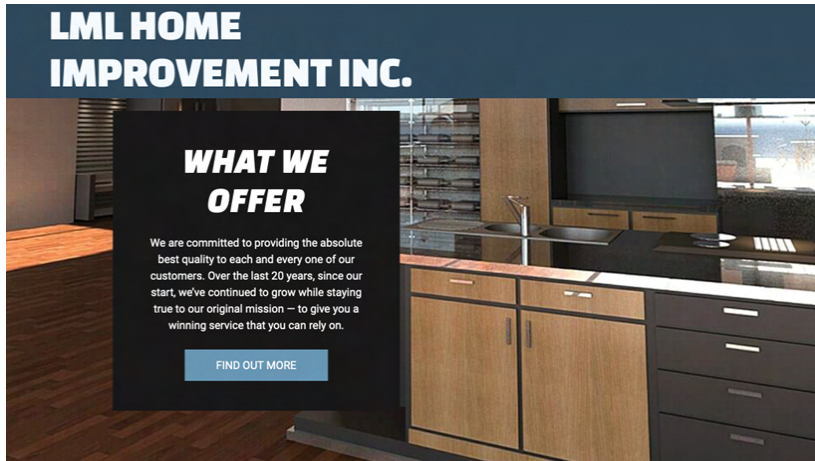 LML HOME
IMPROVEMENT INC.
WHAT WE
OFFER
We are committed to providing the absolute
best quality to each and every one of our
customers. Over the last 20 years, since our
start, we've continued to grow while staying
true to our original mission — to give you a
winning service that you can rely on.
FIND OUT MORE